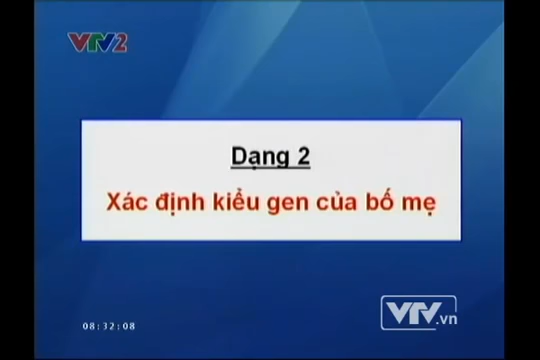 VTV2
Dạng 2
Xác định kiểu gen của bố mẹ
08:32:08
VTV.vn